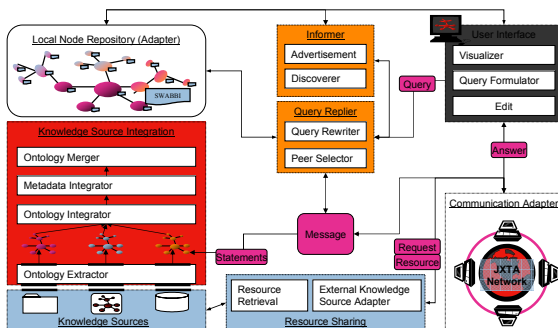 Local Node Repository (Adapter)
SWABBI
Informer
Advertisement
Discoverer
User Interface
Visualizer
Query Formulator
Edit
Query
Query Replier
Query Rewriter
Peer Selector
Answer
Knowledge Source Integration
Ontology Merger
Metadata Integrator
Ontology Integrator
Ontology Extractor
Knowledge Sources
Message
Statements
Request
Resource
Resource Retrieval
External Knowledge
Source Adapter
Resource Sharing
Communication Adapter
JXTA
Network